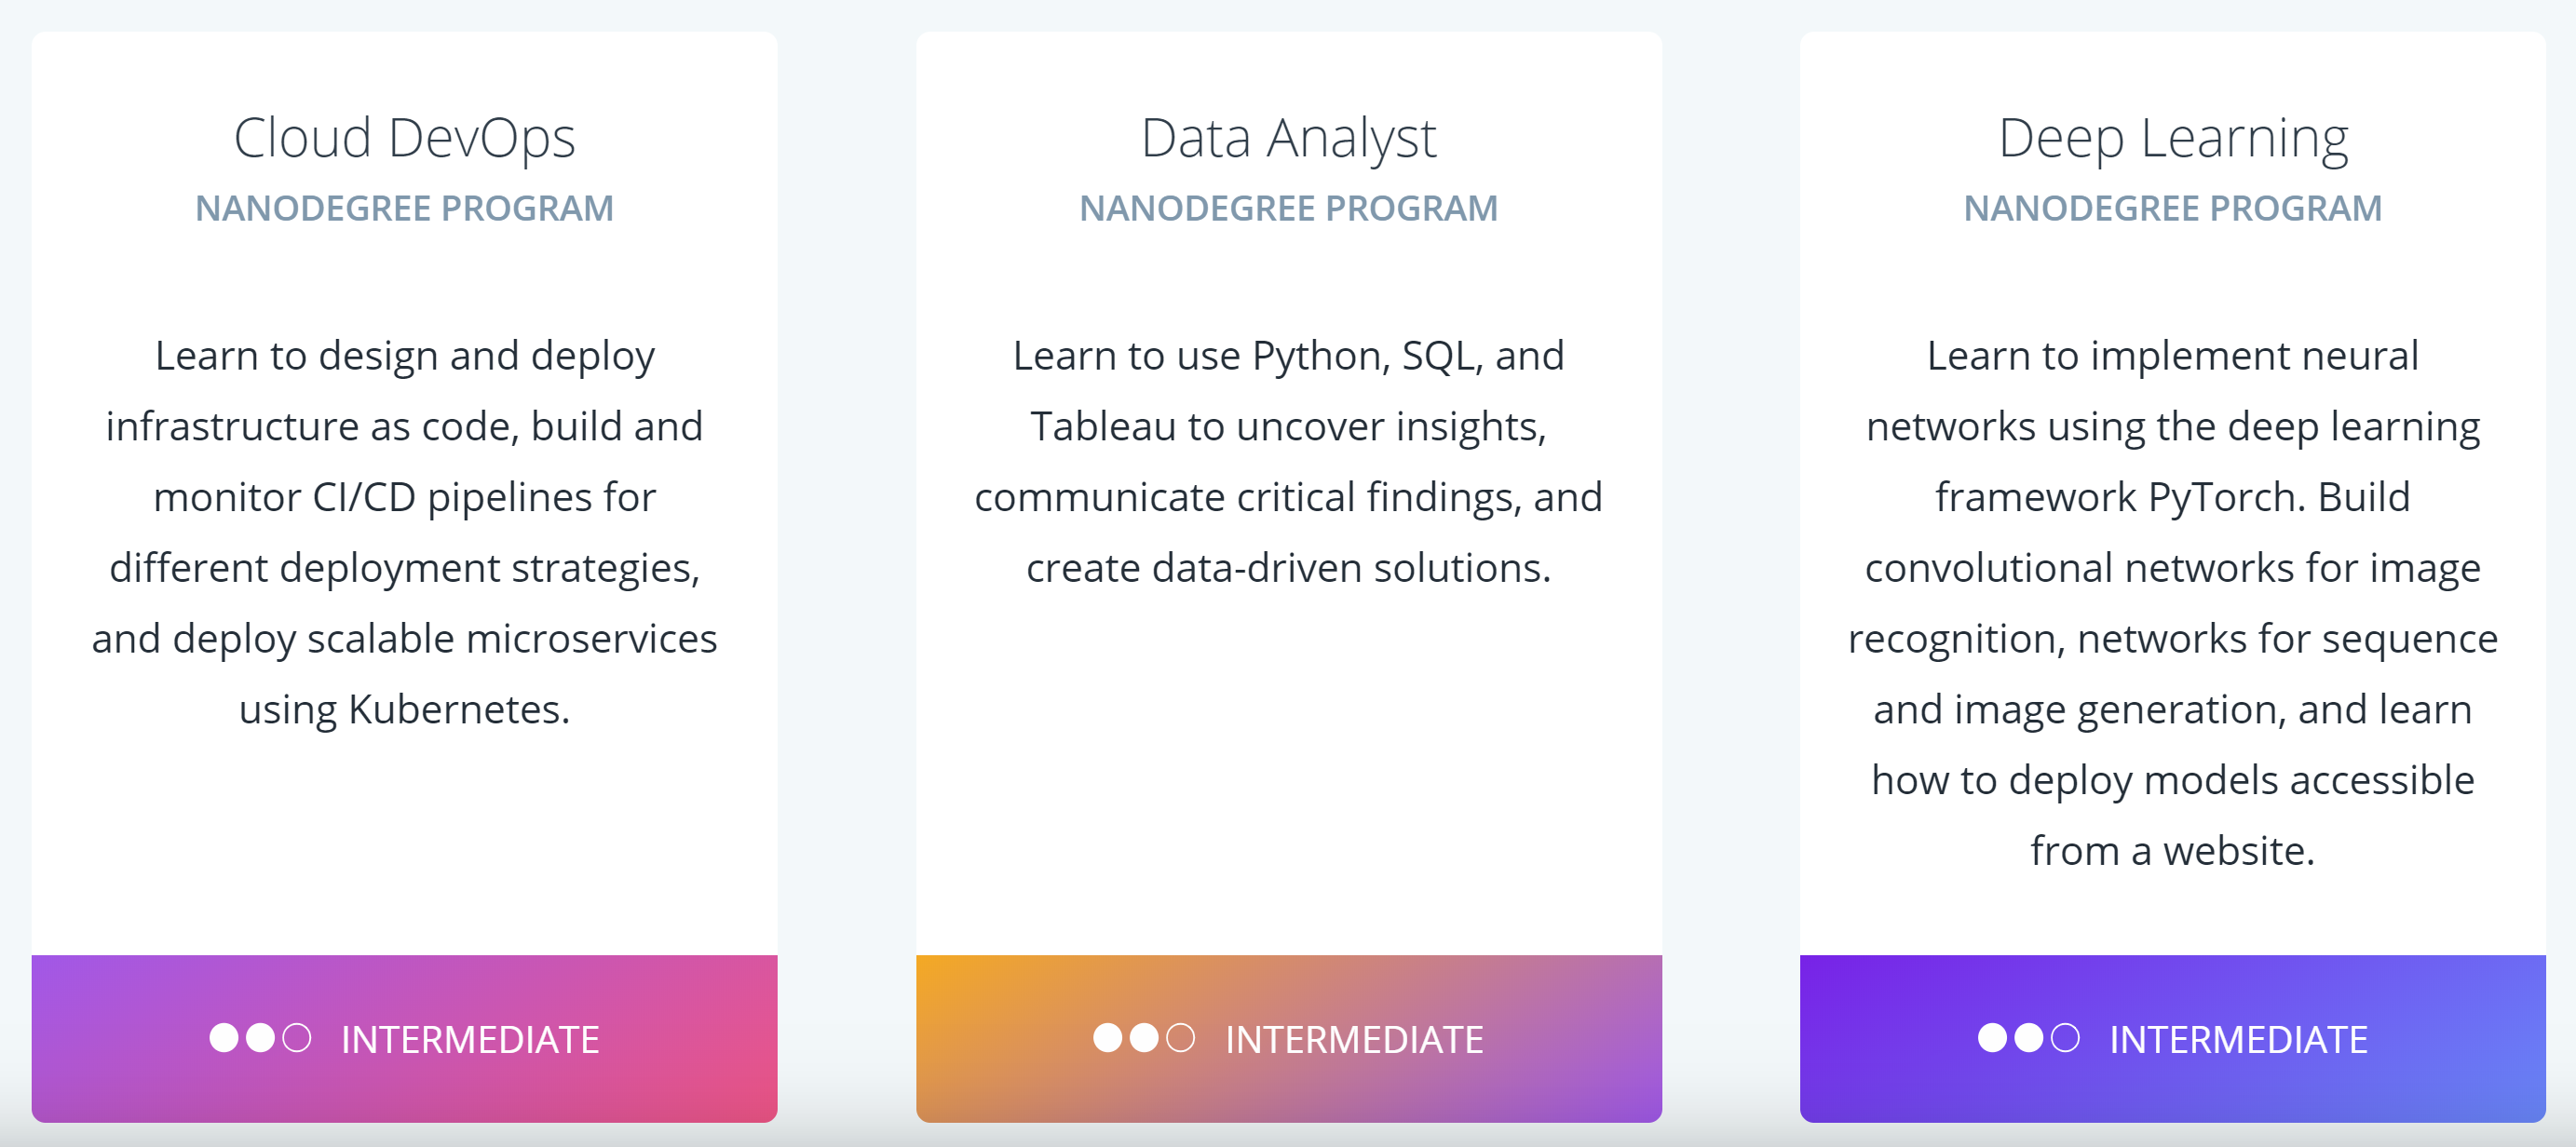 Cloud DevOps
NANODEGREE PROGRAM
Learn to design and deploy
infrastructure as code, build and
monitor CI/CD pipelines for
different deployment strategies,
and deploy scalable microservices
using Kubernetes.
INTERMEDIATE
Data Analyst
NANODEGREE PROGRAM
Learn to use Python, SQL, and
Tableau to uncover insights,
communicate critical findings, and
create data-driven solutions.
INTERMEDIATE
Deep Learning
NANODEGREE PROGRAM
Learn to implement neural
networks using the deep learning
framework PyTorch. Build
convolutional networks for image
recognition, networks for sequence
and image generation, and learn
how to deploy models accessible
from a website.
INTERMEDIATE